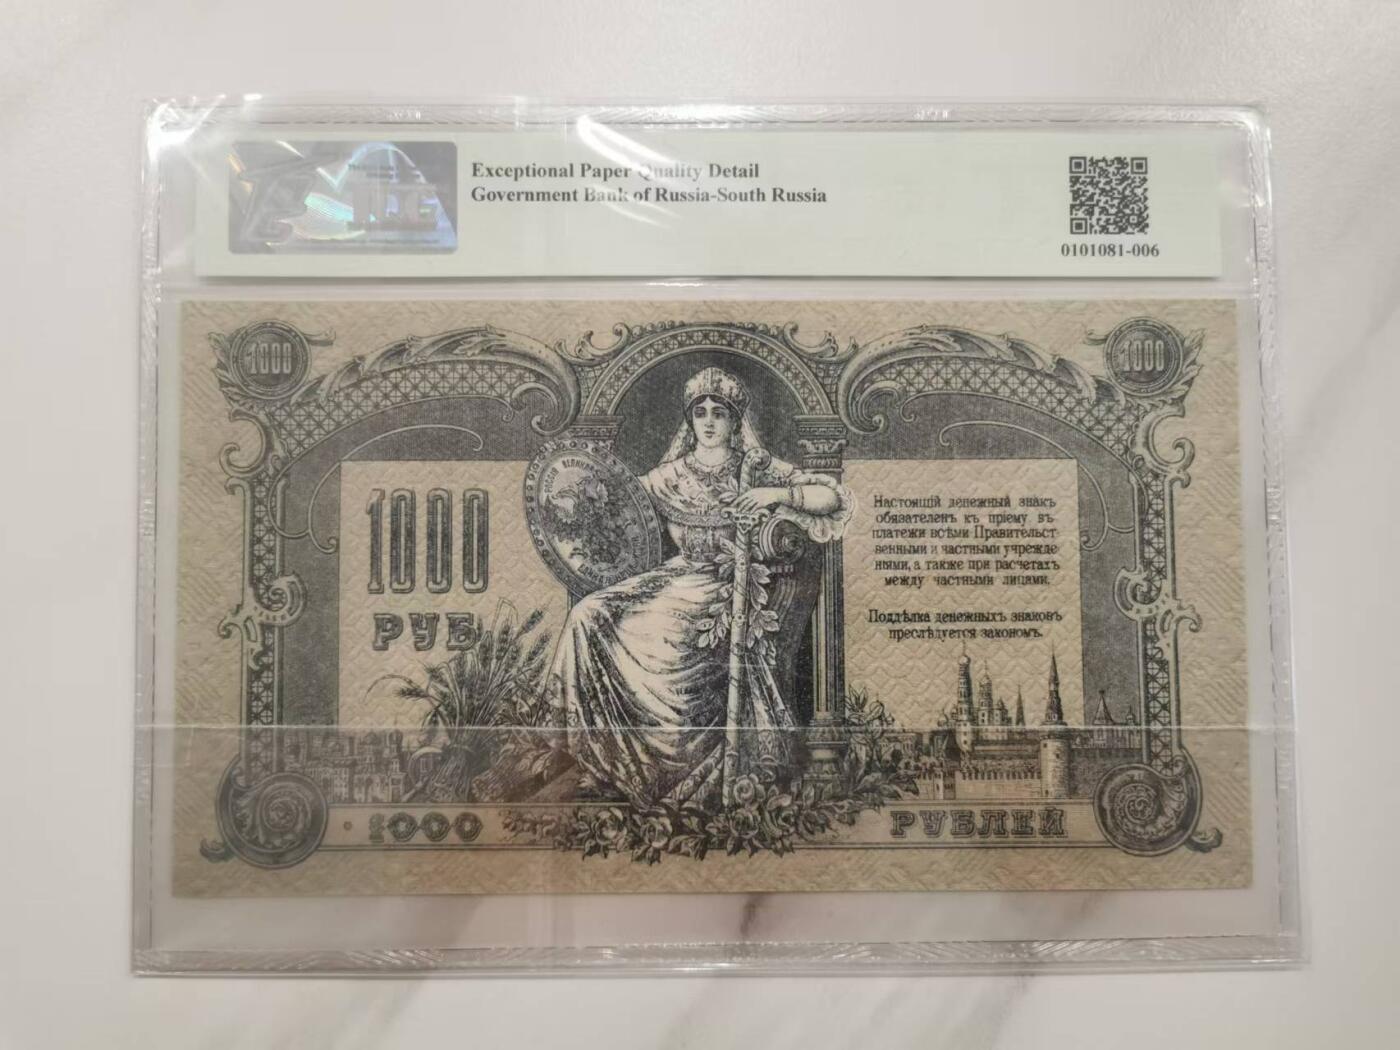 Exceptional Paper Quality Detail
Government Bank of Russia-South Russia
0101081-006
1000
1000
1000
РУБ
Настоящій денежный знакъ
обязателенъ къ пріему въ
платежи всѣми Правительст-
венными и частными учрежде
ніями, а также при расчетахъ
между частными лицами.
Поддѣлка денежныхъ знаковъ
преслѣдуется закономъ.
1000
РУБЛЕЙ